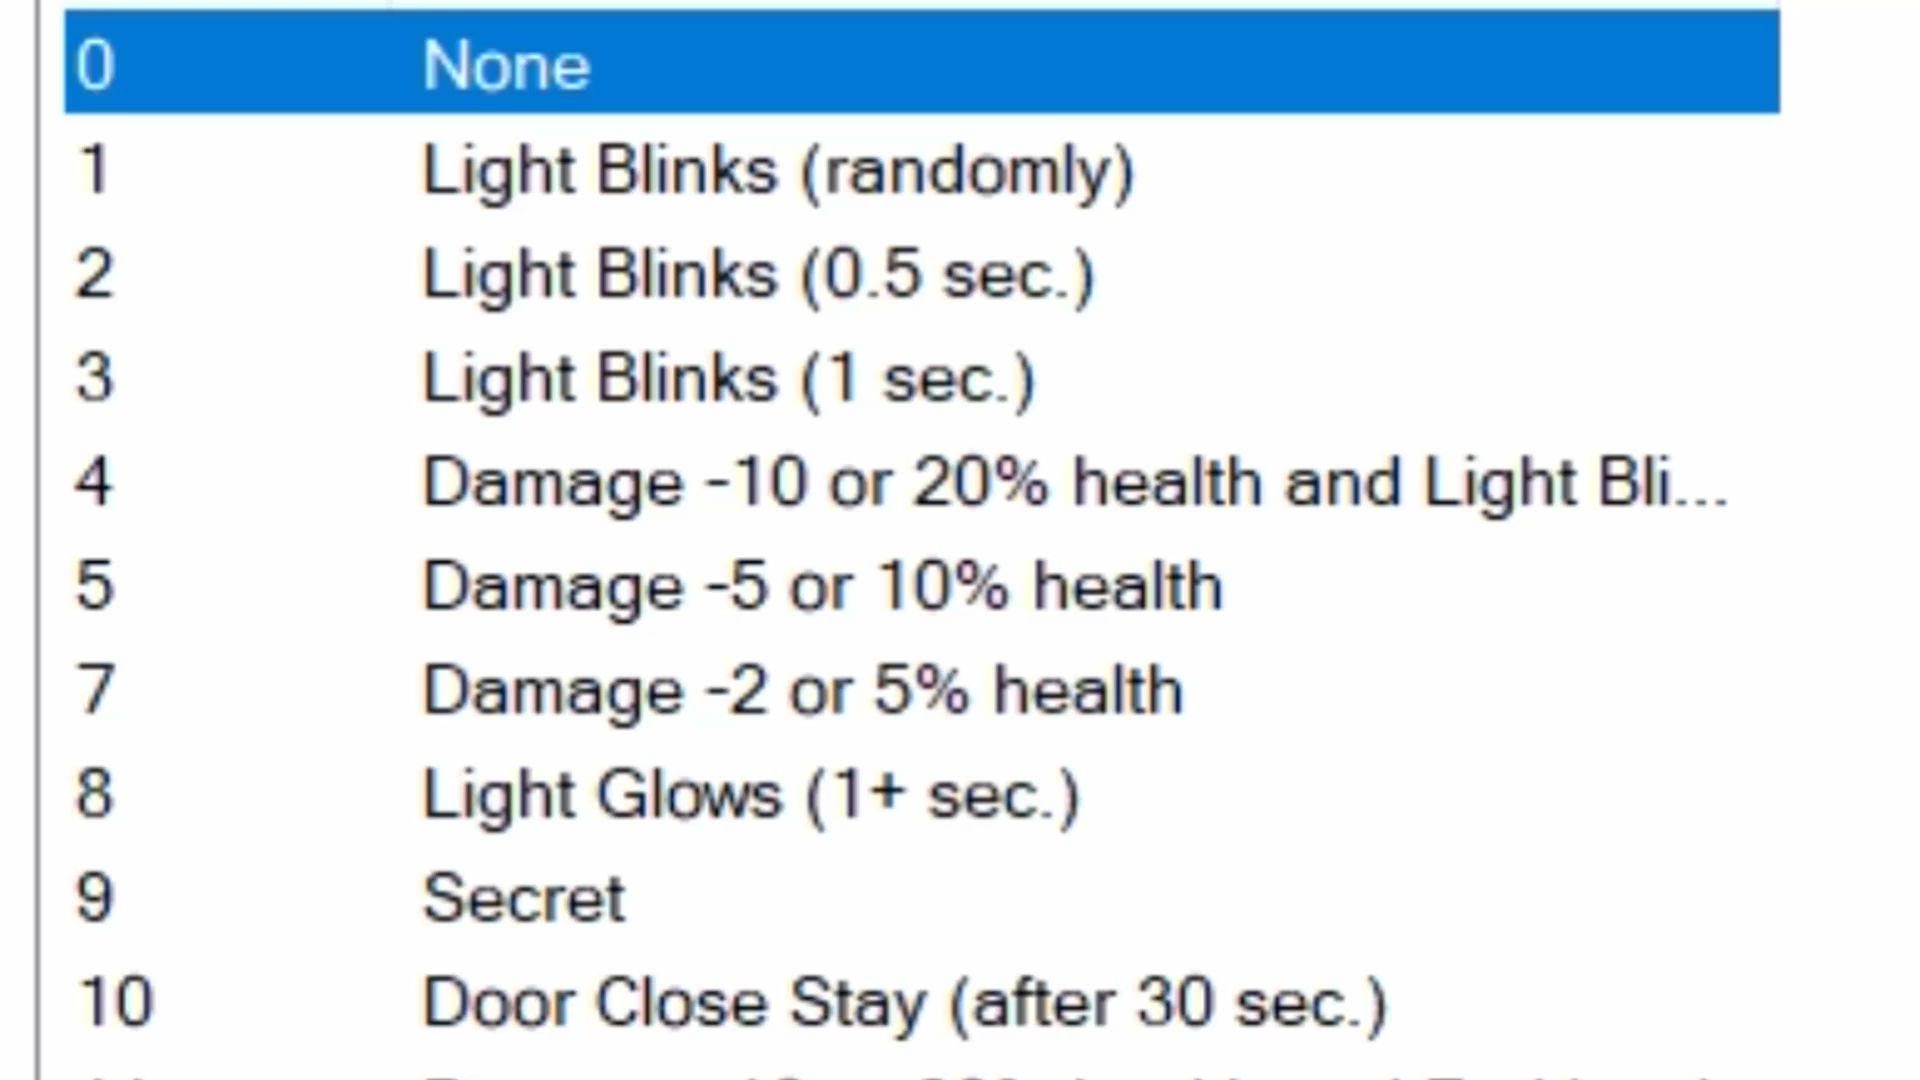 0 None
1 Light Blinks (randomly)
2 Light Blinks (0.5 sec.)
3 Light Blinks (1 sec.)
4 Damage -10 or 20% health and Light Bli...
5 Damage -5 or 10% health
7 Damage -2 or 5% health
8 Light Glows (1+ sec.)
9 Secret
10 Door Close Stay (after 30 sec.)